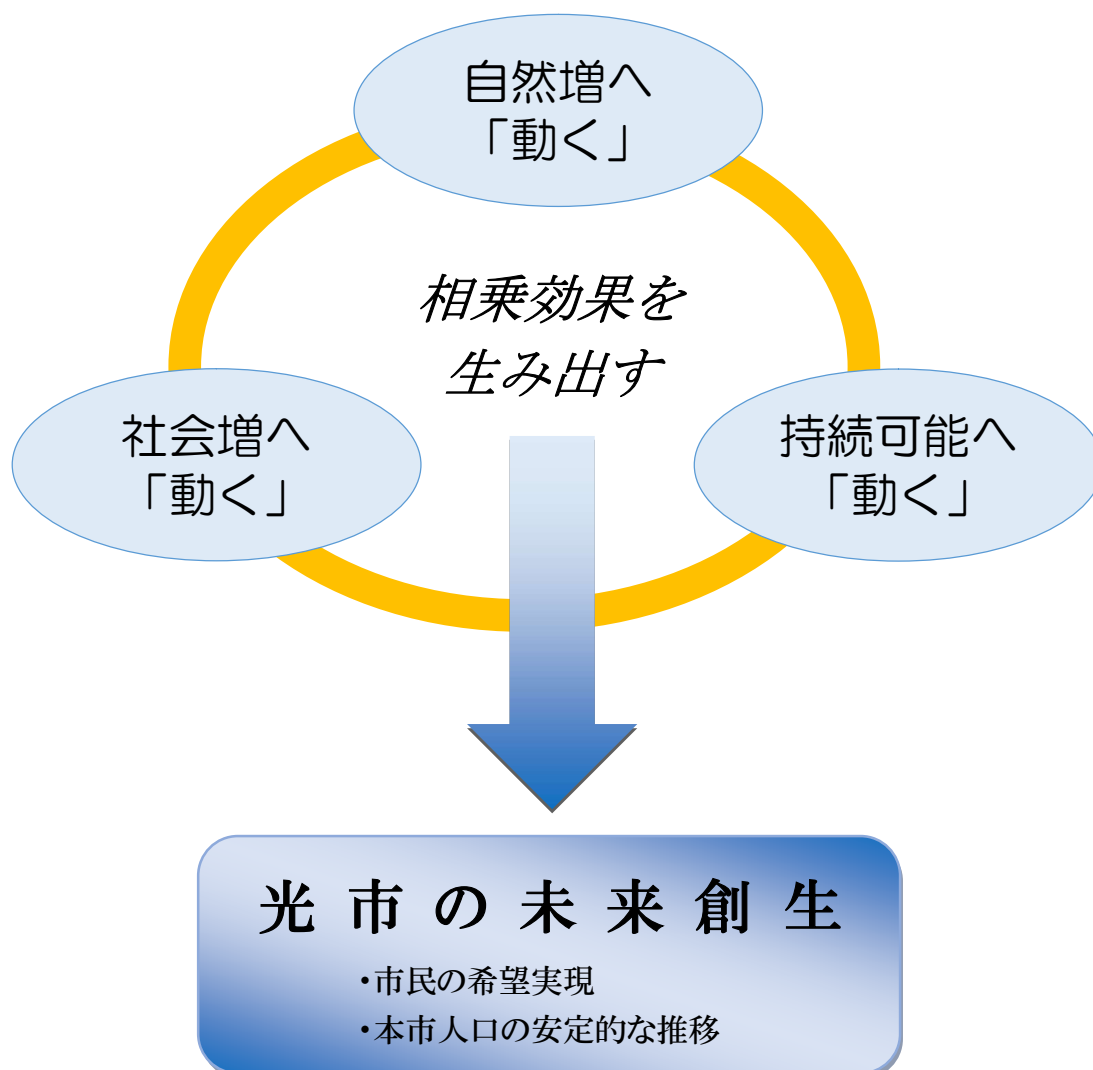 自然増へ
「動く」
相乗効果を
生み出す
社会増へ
「動く」
持続可能へ
「動く」
光市の未来創生
・市民の希望実現
・本市人口の安定的な推移